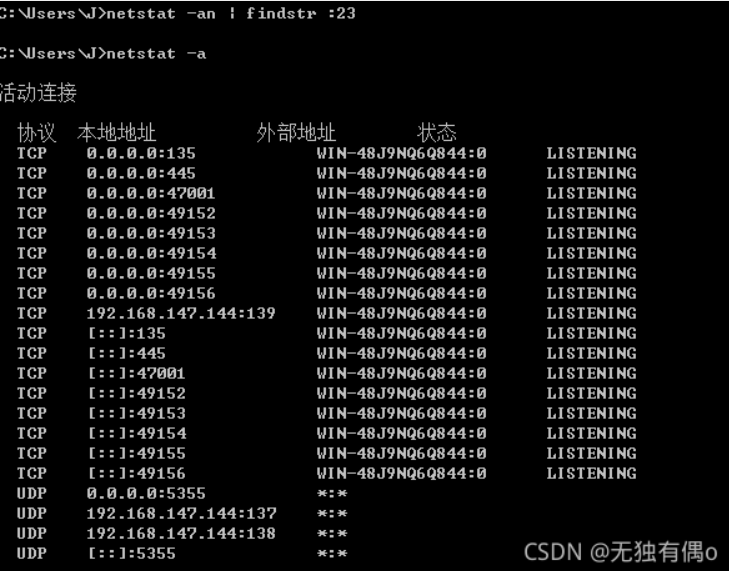 C:\Users\J>netstat -an | findstr :23
C:\Users\J>netstat -a
活动连接
协议 本地地址 外部地址 状态
TCP 0.0.0.0:135 WIN-48J9NQ6Q844:0 LISTENING
TCP 0.0.0.0:445 WIN-48J9NQ6Q844:0 LISTENING
TCP 0.0.0.0:47001 WIN-48J9NQ6Q844:0 LISTENING
TCP 0.0.0.0:49152 WIN-48J9NQ6Q844:0 LISTENING
TCP 0.0.0.0:49153 WIN-48J9NQ6Q844:0 LISTENING
TCP 0.0.0.0:49154 WIN-48J9NQ6Q844:0 LISTENING
TCP 0.0.0.0:49155 WIN-48J9NQ6Q844:0 LISTENING
TCP 0.0.0.0:49156 WIN-48J9NQ6Q844:0 LISTENING
TCP 192.168.147.144:139 WIN-48J9NQ6Q844:0 LISTENING
TCP [::]:135 WIN-48J9NQ6Q844:0 LISTENING
TCP [::]:445 WIN-48J9NQ6Q844:0 LISTENING
TCP [::]:47001 WIN-48J9NQ6Q844:0 LISTENING
TCP [::]:49152 WIN-48J9NQ6Q844:0 LISTENING
TCP [::]:49153 WIN-48J9NQ6Q844:0 LISTENING
TCP [::]:49154 WIN-48J9NQ6Q844:0 LISTENING
TCP [::]:49155 WIN-48J9NQ6Q844:0 LISTENING
TCP [::]:49156 WIN-48J9NQ6Q844:0 LISTENING
UDP 0.0.0.0:5355 *:*
UDP 192.168.147.144:137 *:*
UDP 192.168.147.144:138 *:*
UDP [::]:5355 *:*
CSDN @无独有偶o